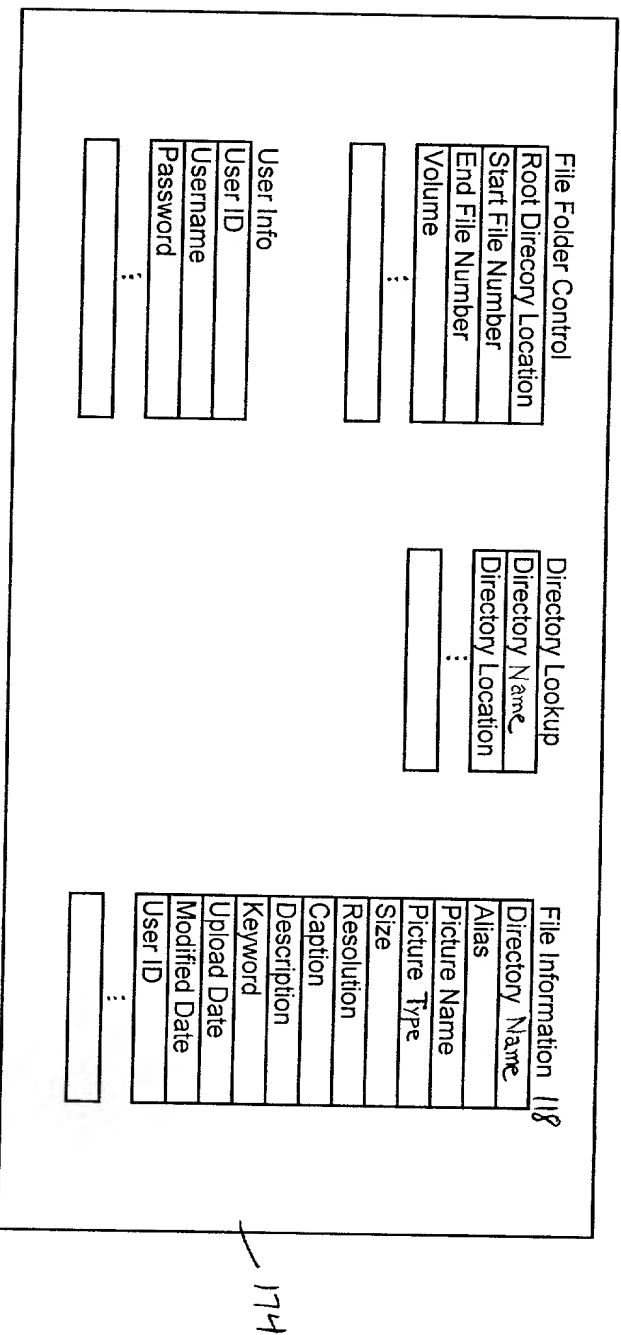 File Folder Control
Root Direcory Location
Start File Number
End File Number
Volume
⋮
User Info
User ID
Username
Password
⋮
Directory Lookup
Directory Name
Directory Location
⋮
File Information 118
Directory Name
Alias
Picture Name
Picture Type
Size
Resolution
Caption
Description
Keyword
Upload Date
Modified Date
User ID
⋮
174